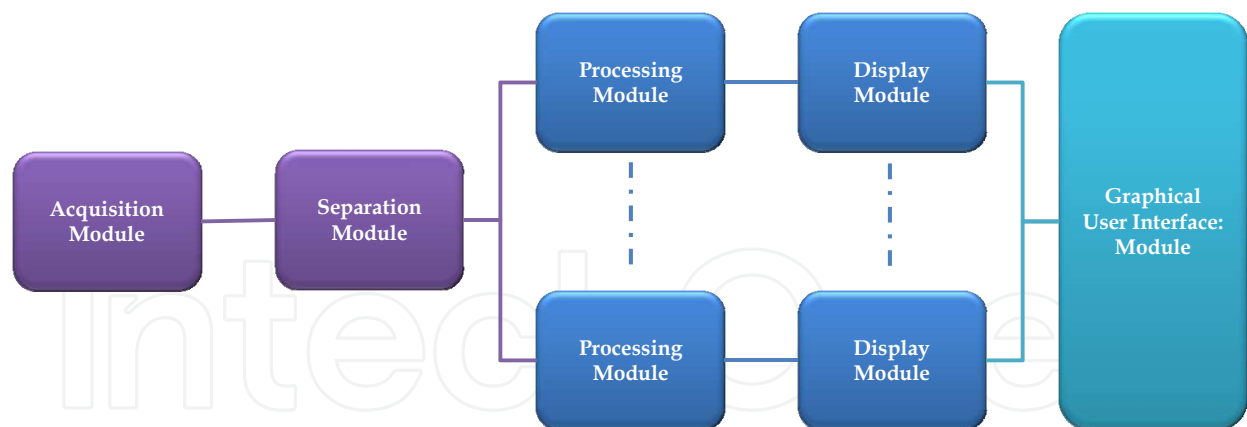 Processing
Module
Display
Module
Acquisition
Module
Separation
Module
Graphical
User Interface:
Module
Processing
Module
Display
Module